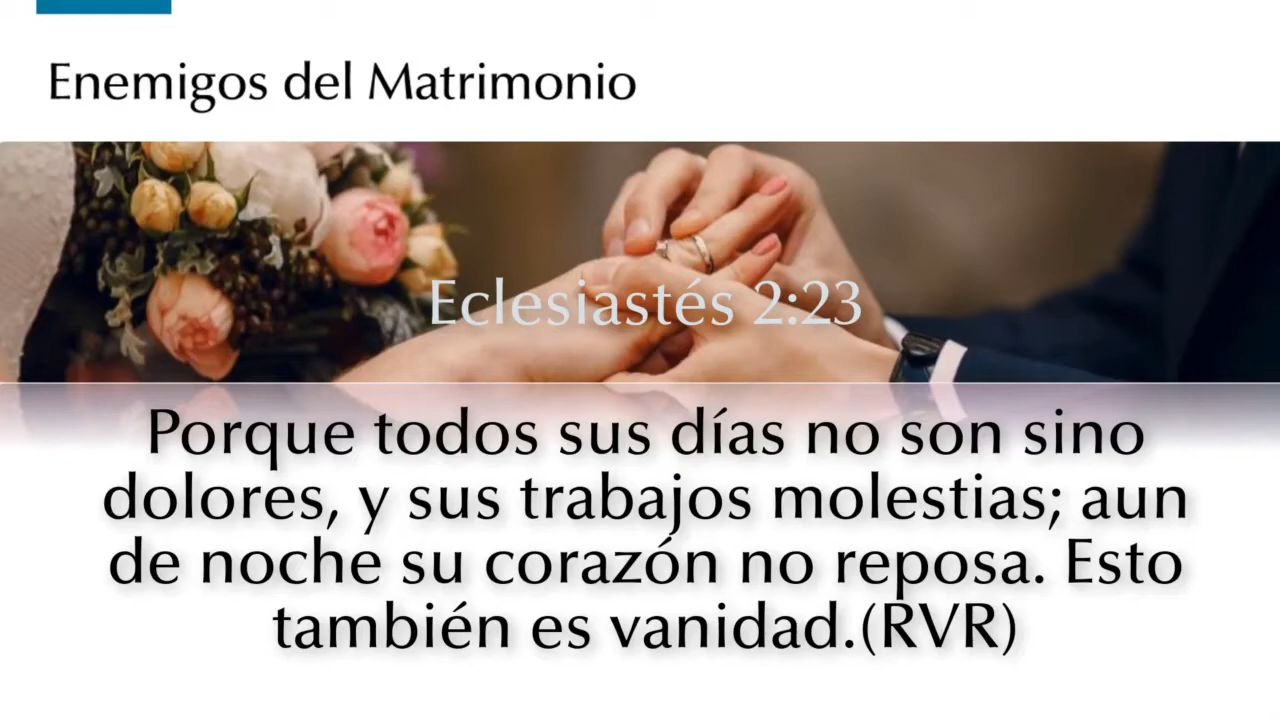 Enemigos del Matrimonio
Eclesiastés 2:23
Porque todos sus días no son sino
dolores, y sus trabajos molestias; aun
de noche su corazón no reposa. Esto
también es vanidad.(RVR)